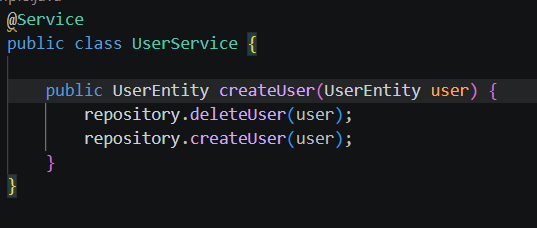 @Service
public class UserService {
public UserEntity createUser(UserEntity user) {
repository.deleteUser(user);
repository.createUser(user);
}
}